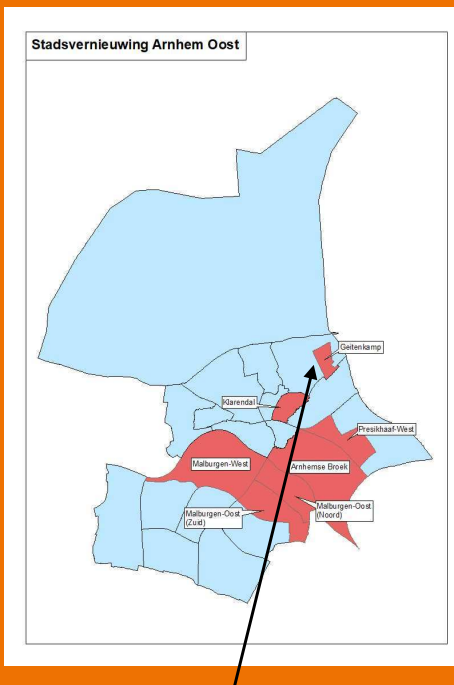 Stadsvernieuwing Arnhem Oost
Geitenkamp
Klarendal
Presikhaaf-West
Malburgen-West
Arnhemse Broek
Malburgen-Oost
(Zuid)
Malburgen-Oost
(Noord)